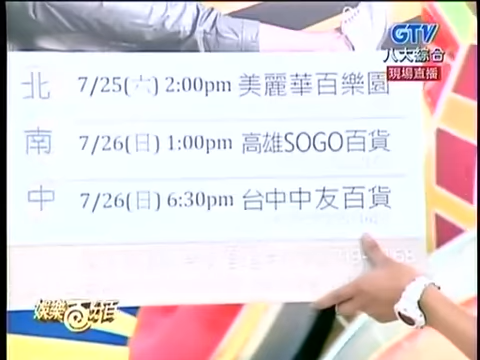 GTV
八大綜合
現場直播
北 7/25(六) 2:00pm 美麗華百樂園
南 7/26(日) 1:00pm 高雄SOGO百貨
中 7/26(日) 6:30pm 台中中友百貨
娛樂百分百